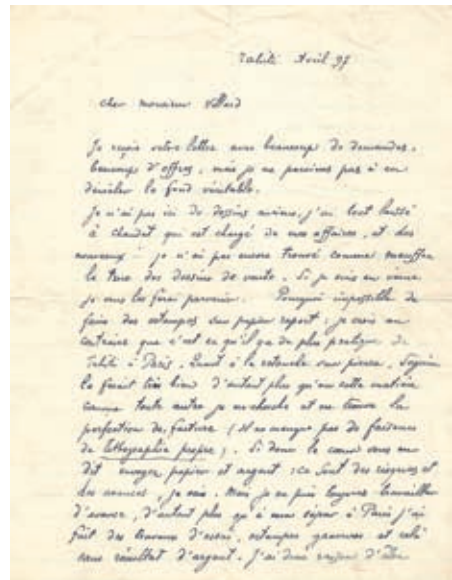 Tahiti Avril 97
cher monsieur Vollard
Je reçois votre lettre avec beaucoup de demandes,
beaucoup d'offres, mais je ne parviens pas à en
démêler le fond véritable.
Je n'ai pas ici de dessins anciens, j'ai tout laissé
à Chaudet qui est chargé de mes affaires, et des
nouveaux - je n'ai pas encore trouvé comme
le truc des dessins de vente. Si je suis en veine
je vous les ferai parvenir. Pourquoi impossible de
faire des estampes sur papier report : je crois au
contraire que c'est ce qu'il y a de plus pratique de
Tahiti à Paris. Quant à la retouche sur pierre, Séguin
le ferait très bien d'autant plus qu'en cette matière
comme toute autre je recherche et ne trouve la
perfection de facture (il ne manque pas de faiseurs
de lithographie propre). Si donc le coeur vous en
dit envoyez papier et argent : ce sont des risques et
des avances, je sais. Mais je ne puis toujours travailler
d'avance, d'autant plus qu'à mon séjour à Paris j'ai
fait des travaux d'essai, estampes gravures et cela
sans résultat d'argent. J'ai donc raison d'être